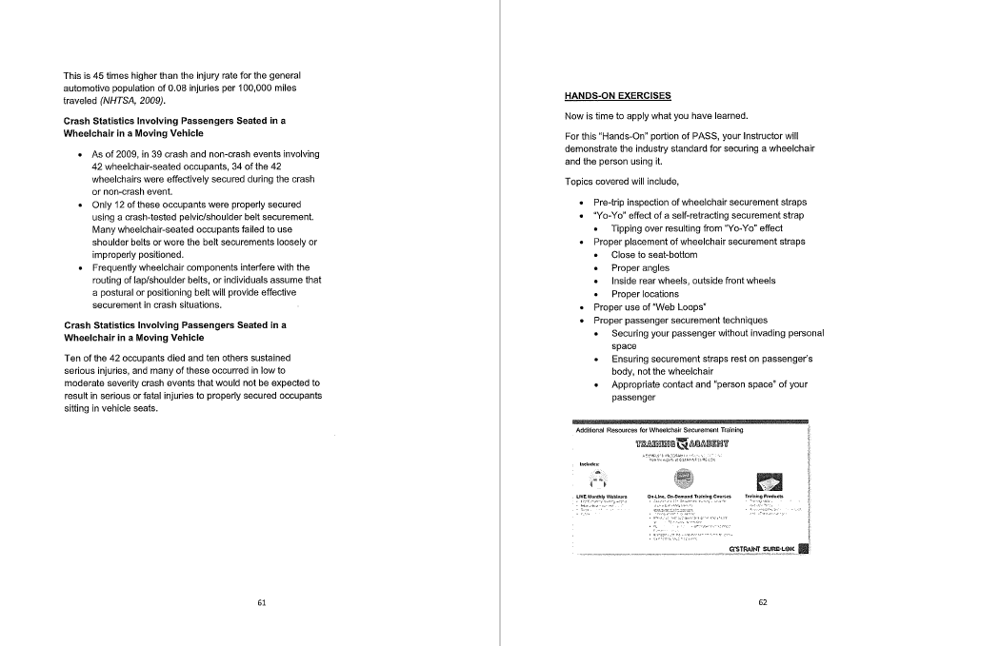 This is 45 times higher than the injury rate for the general
automotive population of 0.08 injuries per 100,000 miles
traveled (NHTSA, 2009).
Crash Statistics Involving Passengers Seated in a
Wheelchair in a Moving Vehicle
• As of 2009, in 39 crash and non-crash events involving
42 wheelchair-seated occupants, 34 of the 42
wheelchairs were effectively secured during the crash
or non-crash event.
• Only 12 of these occupants were properly secured
using a crash-tested pelvic/shoulder belt securement.
Many wheelchair-seated occupants failed to use
shoulder belts or wore the belt securements loosely or
improperly positioned.
• Frequently wheelchair components interfere with the
routing of lap/shoulder belts, or individuals assume that
a postural or positioning belt will provide effective
securement in crash situations.
Crash Statistics Involving Passengers Seated in a
Wheelchair in a Moving Vehicle
Ten of the 42 occupants died and ten others sustained
serious injuries, and many of these occurred in low to
moderate severity crash events that would not be expected to
result in serious or fatal injuries to properly secured occupants
sitting in vehicle seats.
61
HANDS-ON EXERCISES
Now is time to apply what you have learned.
For this "Hands-On" portion of PASS, your Instructor will
demonstrate the industry standard for securing a wheelchair
and the person using it.
Topics covered will include,
• Pre-trip inspection of wheelchair securement straps
• "Yo-Yo" effect of a self-retracting securement strap
• Tipping over resulting from "Yo-Yo" effect
• Proper placement of wheelchair securement straps
• Close to seat-bottom
• Proper angles
• Inside rear wheels, outside front wheels
• Proper locations
• Proper use of "Web Loops"
• Proper passenger securement techniques
• Securing your passenger without invading personal
space
• Ensuring securement straps rest on passenger's
body, not the wheelchair
• Appropriate contact and "person space" of your
passenger
Additional Resources for Wheelchair Securement Training
TRAINING ACADEMY
Includes:
LIVE Monthly Webinars
On-Line, On-Demand Training Courses
Training Products
Q'STRAINT SURE-LOK
62